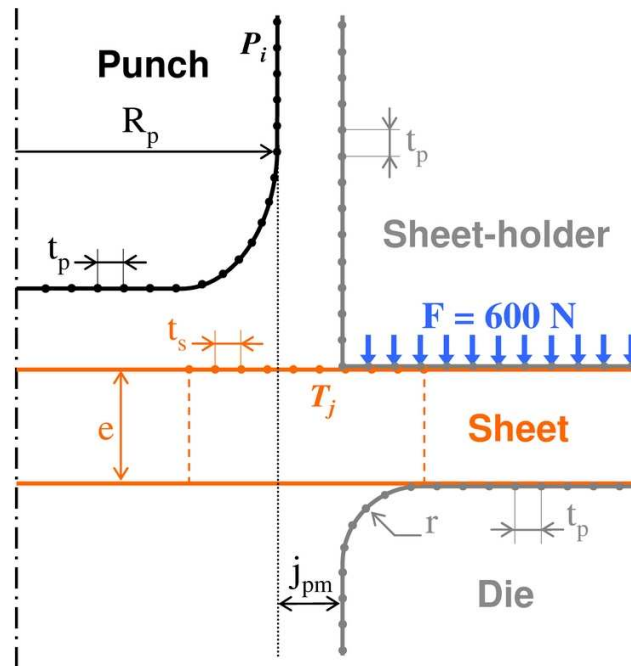 P_i
Punch
R_p
t_p
t_p
Sheet-holder
F = 600 N
t_s
T_j
e
Sheet
r
t_p
j_pm
Die